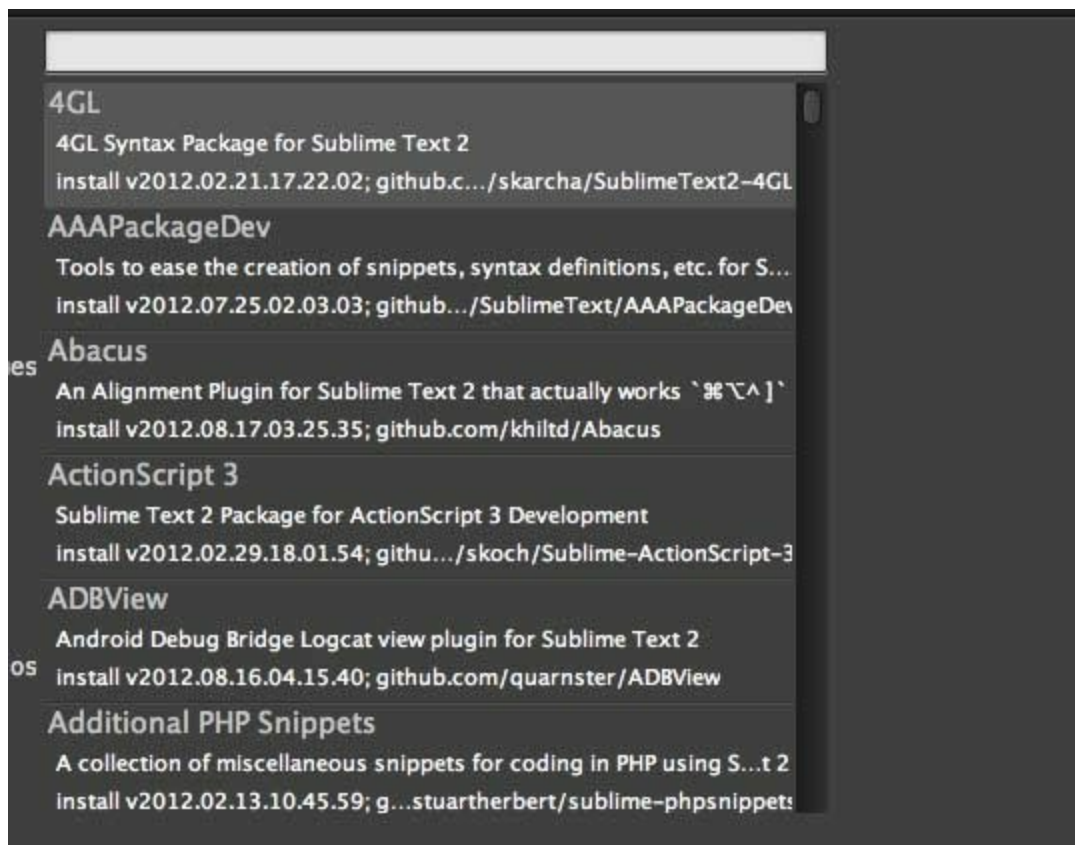 4GL
4GL Syntax Package for Sublime Text 2
install v2012.02.21.17.22.02; github.c.../skarcha/SublimeText2-4GL
AAAPackageDev
Tools to ease the creation of snippets, syntax definitions, etc. for S...
install v2012.07.25.02.03.03; github.../SublimeText/AAAPackageDev
es
Abacus
An Alignment Plugin for Sublime Text 2 that actually works `⌘⌥^]`
install v2012.08.17.03.25.35; github.com/khiltd/Abacus
ActionScript 3
Sublime Text 2 Package for ActionScript 3 Development
install v2012.02.29.18.01.54; githu.../skoch/Sublime-ActionScript-3
ADBView
Android Debug Bridge Logcat view plugin for Sublime Text 2
os
install v2012.08.16.04.15.40; github.com/quarnster/ADBView
Additional PHP Snippets
A collection of miscellaneous snippets for coding in PHP using S...t 2
install v2012.02.13.10.45.59; g...stuartherbert/sublime-phpsnippets